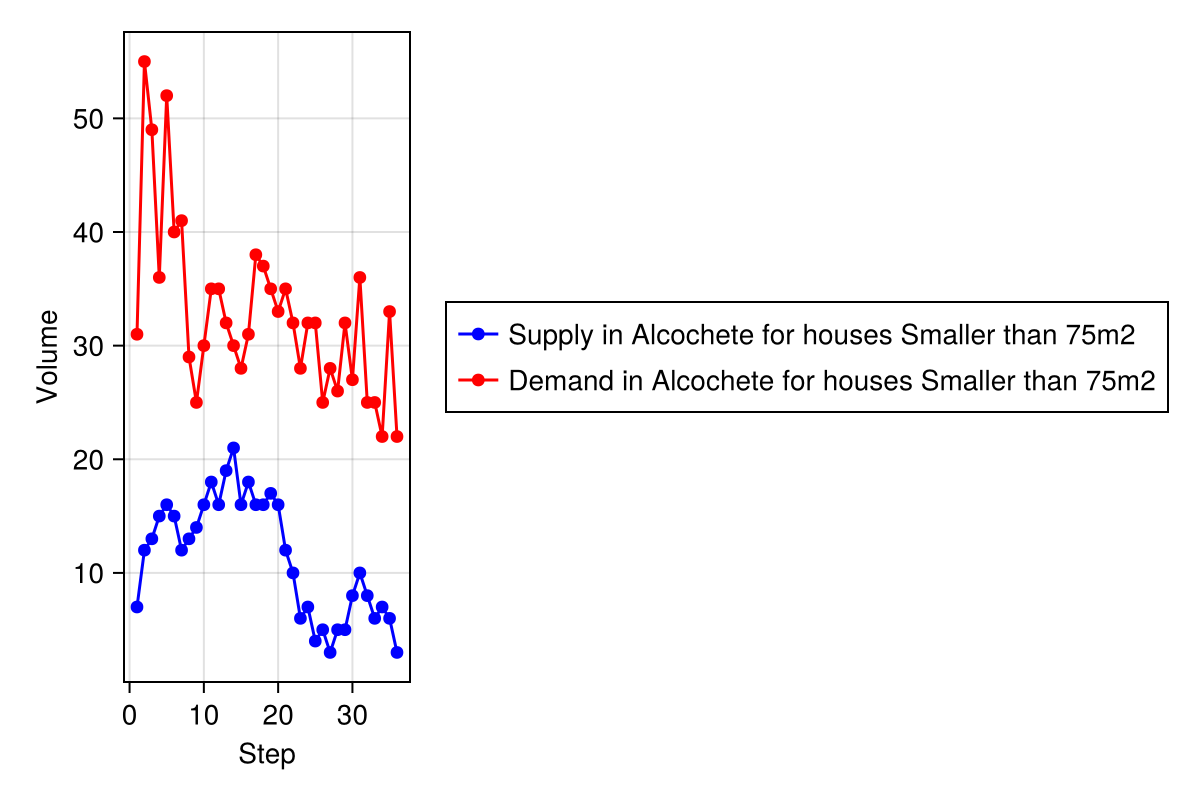 50
40
30
20
10
Volume
0 10 20 30
Step
Supply in Alcochete for houses Smaller than 75m2
Demand in Alcochete for houses Smaller than 75m2